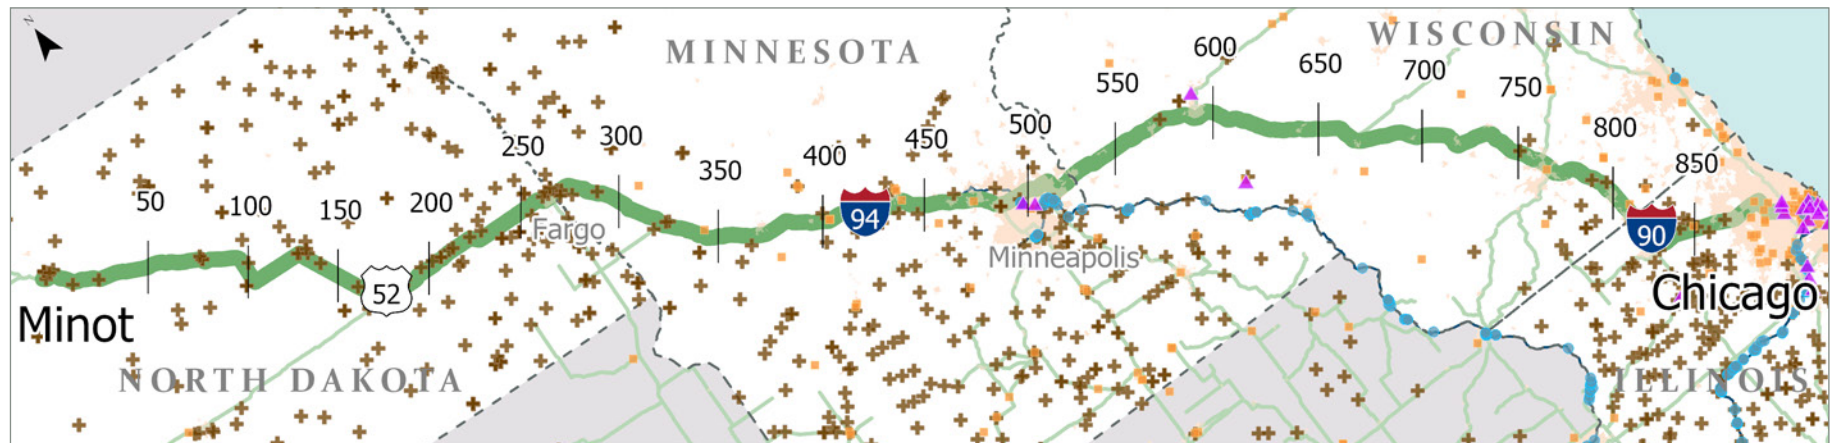 N
MINNESOTA
WISCONSIN
600
650
700
550
750
500
800
450
300
250
400
350
850
50
100
150
200
94
90
Fargo
Minneapolis
52
Chicago
Minot
NORTH DAKOTA
ILLINOIS